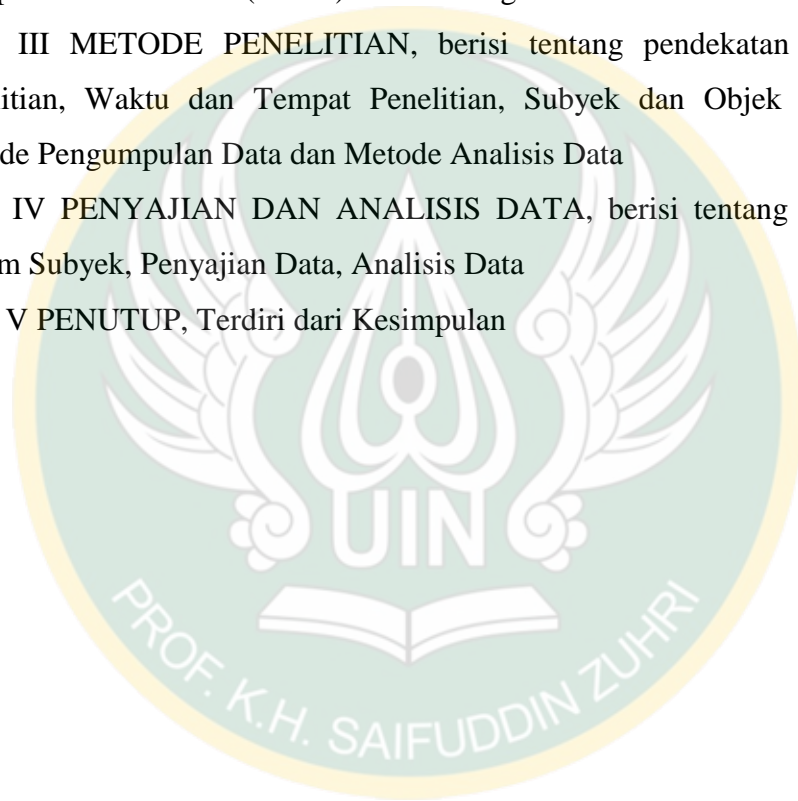 III METODE PENELITIAN, berisi tentang pendekatan
litian, Waktu dan Tempat Penelitian, Subyek dan Objek
de Pengumpulan Data dan Metode Analisis Data
IV PENYAJIAN DAN ANALISIS DATA, berisi tentang
m Subyek, Penyajian Data, Analisis Data
V PENUTUP, Terdiri dari Kesimpulan
UIN
PROF. K.H. SAIFUDDIN ZUHRI